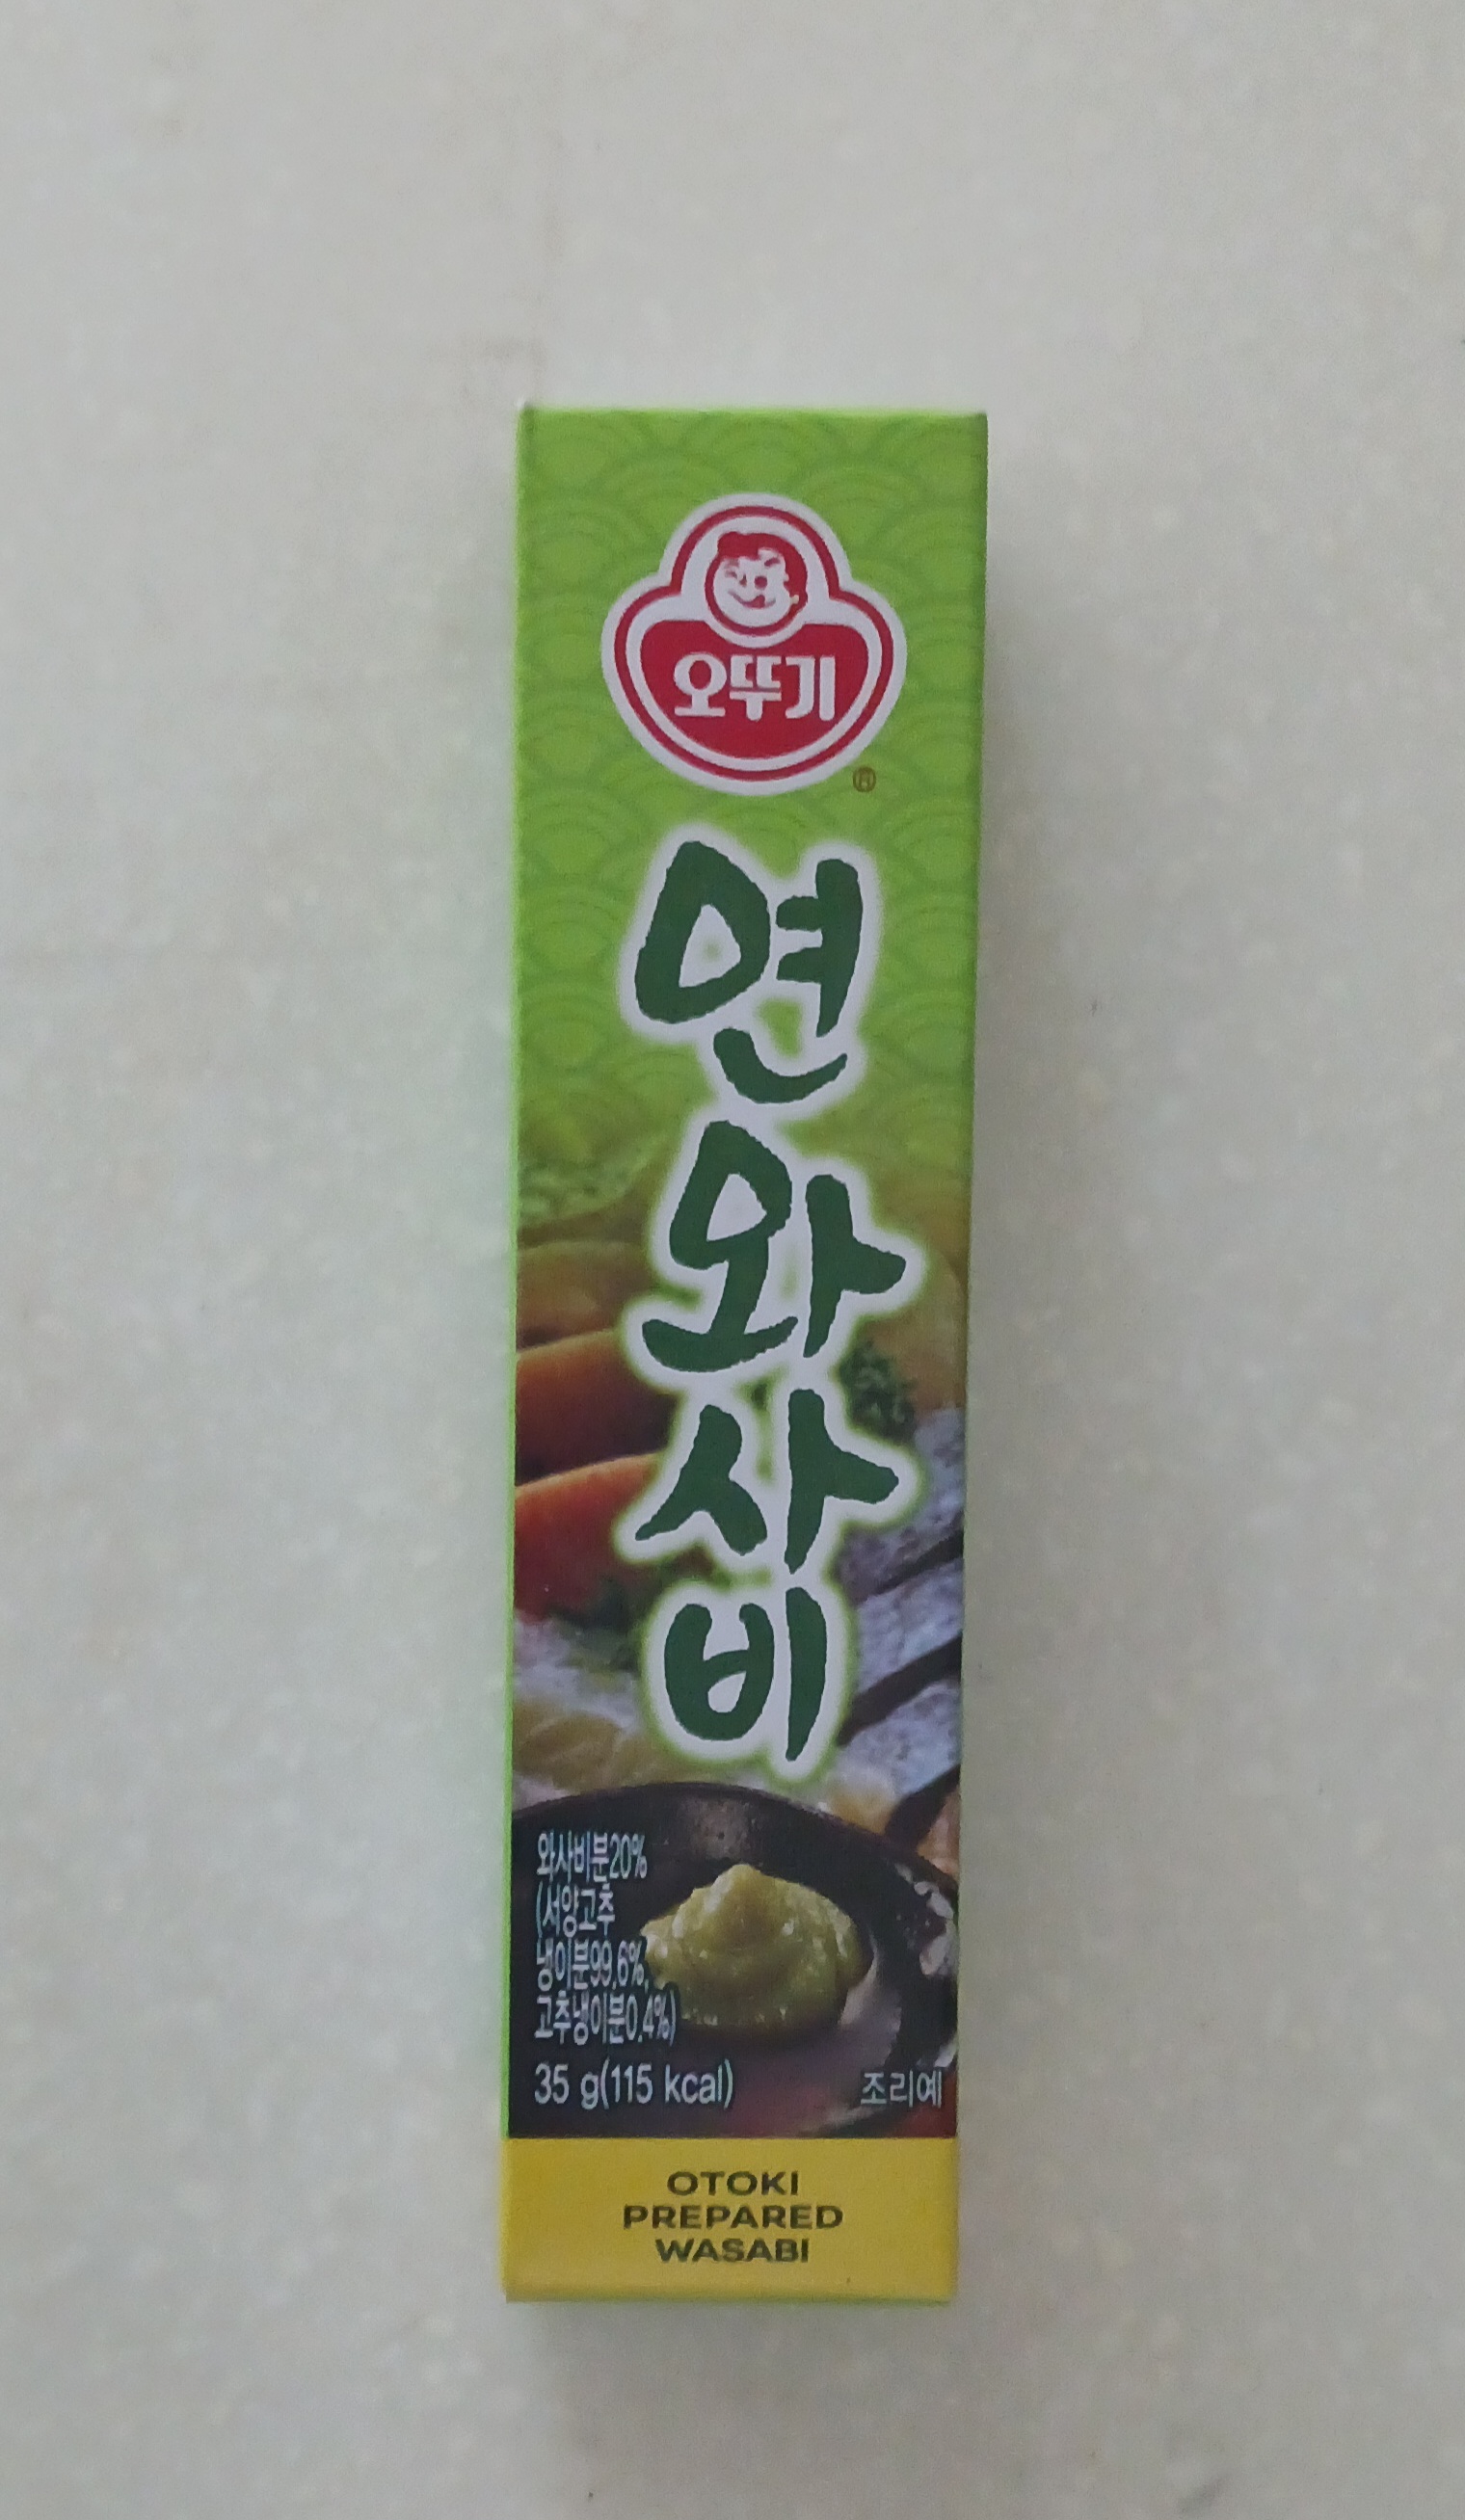 오뚜기
®
연
와
사
비
와사비분20%
(서양고추
냉이분99.6%,
고추냉이분0.4%)
35 g(115 kcal)
조리예
OTOKI
PREPARED
WASABI